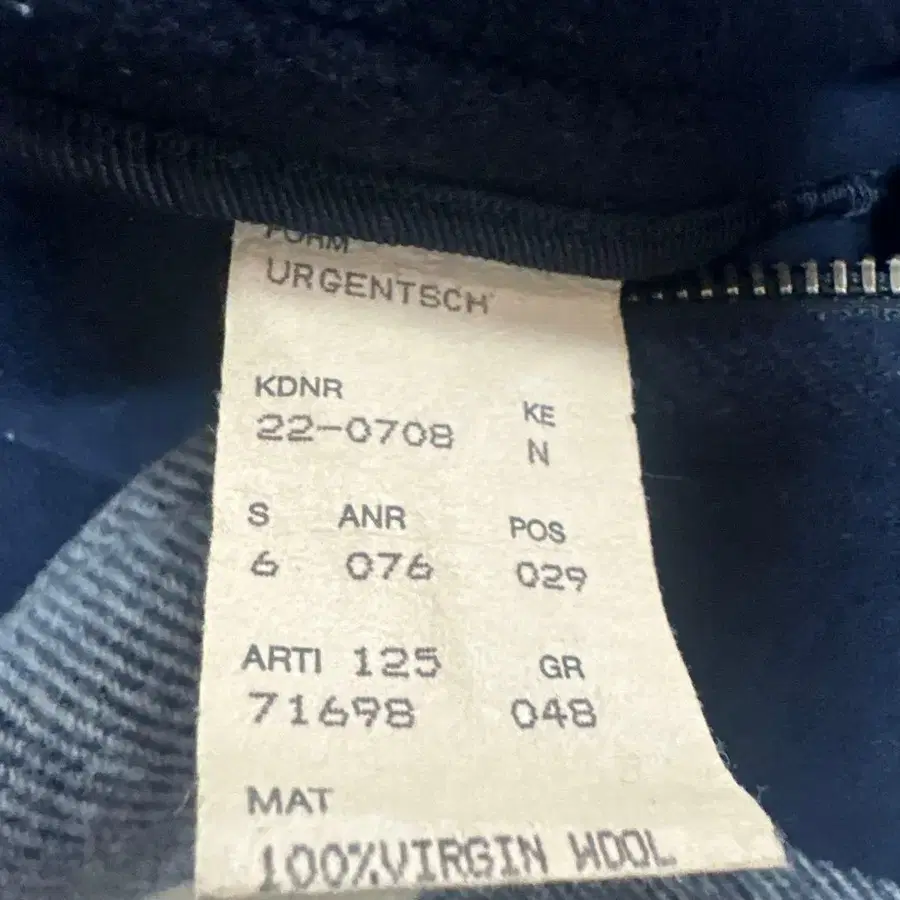 FORM
URGENTSCH
KDNR KE
22-0708 N
S ANR POS
6 076 029
ARTI 125 GR
71698 048
MAT
100%VIRGIN WOOL